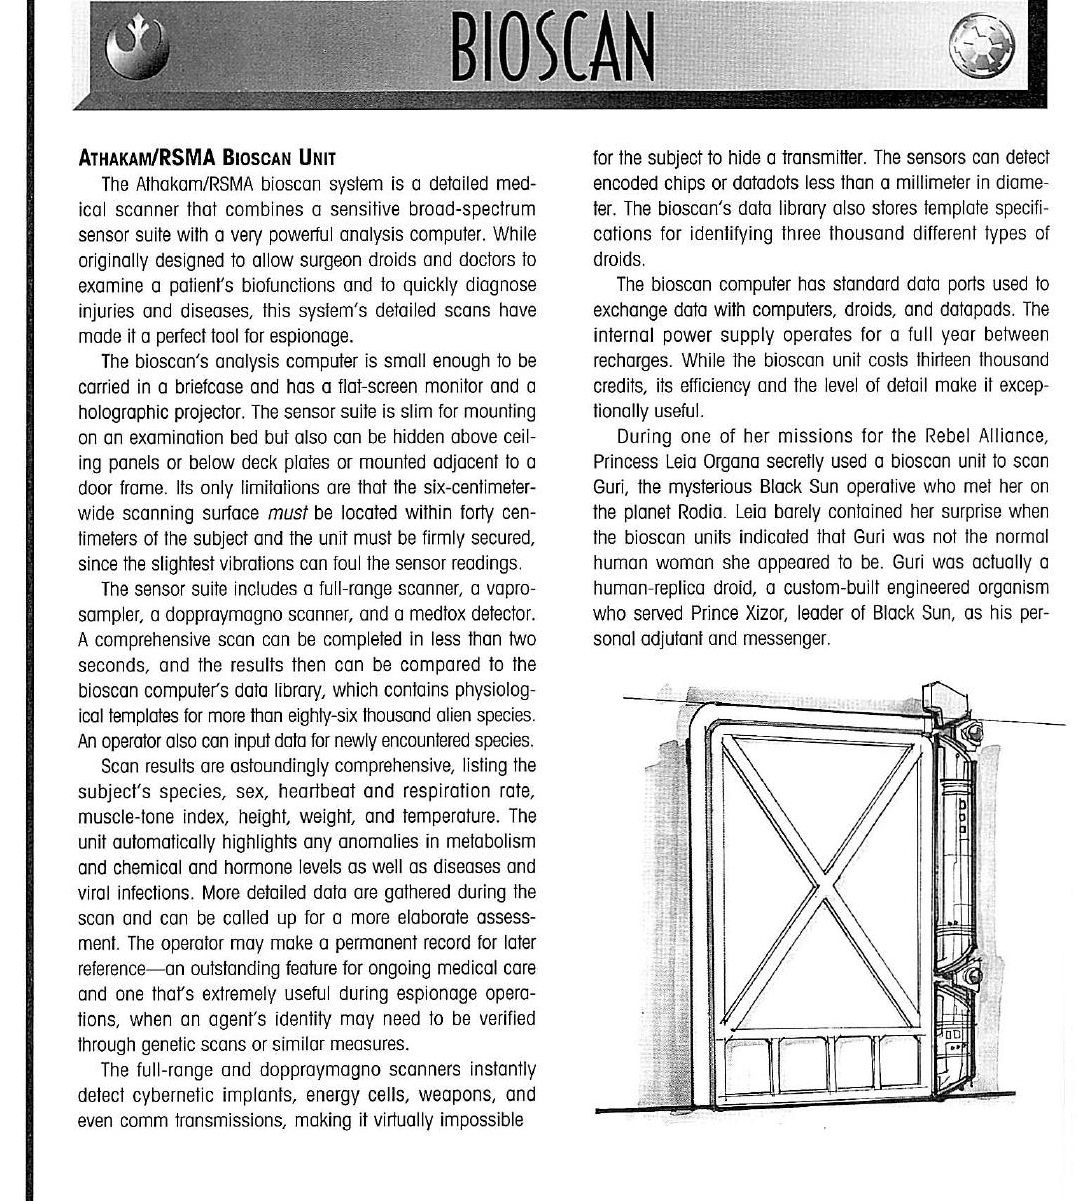 BIOSCAN
ATHAKAM/RSMA BIOSCAN UNIT
The Athakam/RSMA bioscan system is a detailed med-
ical scanner that combines a sensitive broad-spectrum
sensor suite with a very powerful analysis computer. While
originally designed to allow surgeon droids and doctors to
examine a patient's biofunctions and to quickly diagnose
injuries and diseases, this system's detailed scans have
made it a perfect tool for espionage.
The bioscan's analysis computer is small enough to be
carried in a briefcase and has a flat-screen monitor and a
holographic projector. The sensor suite is slim for mounting
on an examination bed but also can be hidden above ceil-
ing panels or below deck plates or mounted adjacent to a
door frame. Its only limitations are that the six-centimeter-
wide scanning surface must be located within forty cen-
timeters of the subject and the unit must be firmly secured,
since the slightest vibrations can foul the sensor readings.
The sensor suite includes a full-range scanner, a vapro-
sampler, a doppraymagno scanner, and a medtox detector.
A comprehensive scan can be completed in less than two
seconds, and the results then can be compared to the
bioscan computer's data library, which contains physiolog-
ical templates for more than eighty-six thousand alien species.
An operator also can input data for newly encountered species.
Scan results are astoundingly comprehensive, listing the
subject's species, sex, heartbeat and respiration rate,
muscle-tone index, height, weight, and temperature. The
unit automatically highlights any anomalies in metabolism
and chemical and hormone levels as well as diseases and
viral infections. More detailed data are gathered during the
scan and can be called up for a more elaborate assess-
ment. The operator may make a permanent record for later
reference—an outstanding feature for ongoing medical care
and one that's extremely useful during espionage opera-
tions, when an agent's identity may need to be verified
through genetic scans or similar measures.
The full-range and doppraymagno scanners instantly
detect cybernetic implants, energy cells, weapons, and
even comm transmissions, making it virtually impossible
for the subject to hide a transmitter. The sensors can detect
encoded chips or datadots less than a millimeter in diame-
ter. The bioscan's data library also stores template specifi-
cations for identifying three thousand different types of
droids.
The bioscan computer has standard data ports used to
exchange data with computers, droids, and datapads. The
internal power supply operates for a full year between
recharges. While the bioscan unit costs thirteen thousand
credits, its efficiency and the level of detail make it excep-
tionally useful.
During one of her missions for the Rebel Alliance,
Princess Leia Organa secretly used a bioscan unit to scan
Guri, the mysterious Black Sun operative who met her on
the planet Rodia. Leia barely contained her surprise when
the bioscan units indicated that Guri was not the normal
human woman she appeared to be. Guri was actually a
human-replica droid, a custom-built engineered organism
who served Prince Xizor, leader of Black Sun, as his per-
sonal adjutant and messenger.